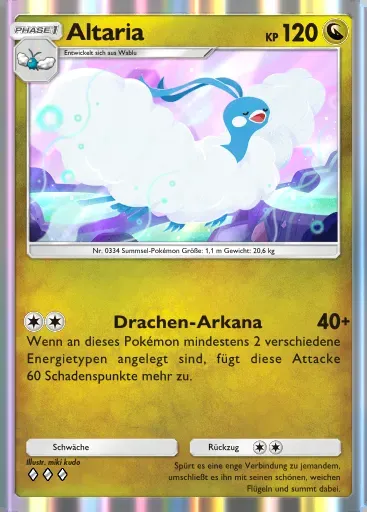 PHASE 1
Altaria
KP 120
Entwickelt sich aus Wablu
Nr. 0334 Summsel-Pokémon Größe: 1,1 m Gewicht: 20,6 kg
Drachen-Arkana 40+
Wenn an dieses Pokémon mindestens 2 verschiedene
Energietypen angelegt sind, fügt diese Attacke
60 Schadenspunkte mehr zu.
Schwäche
Rückzug
Illustr. miki kudo
Spürt es eine enge Verbindung zu jemandem,
umschließt es ihn mit seinen schönen, weichen
Flügeln und summt dabei.